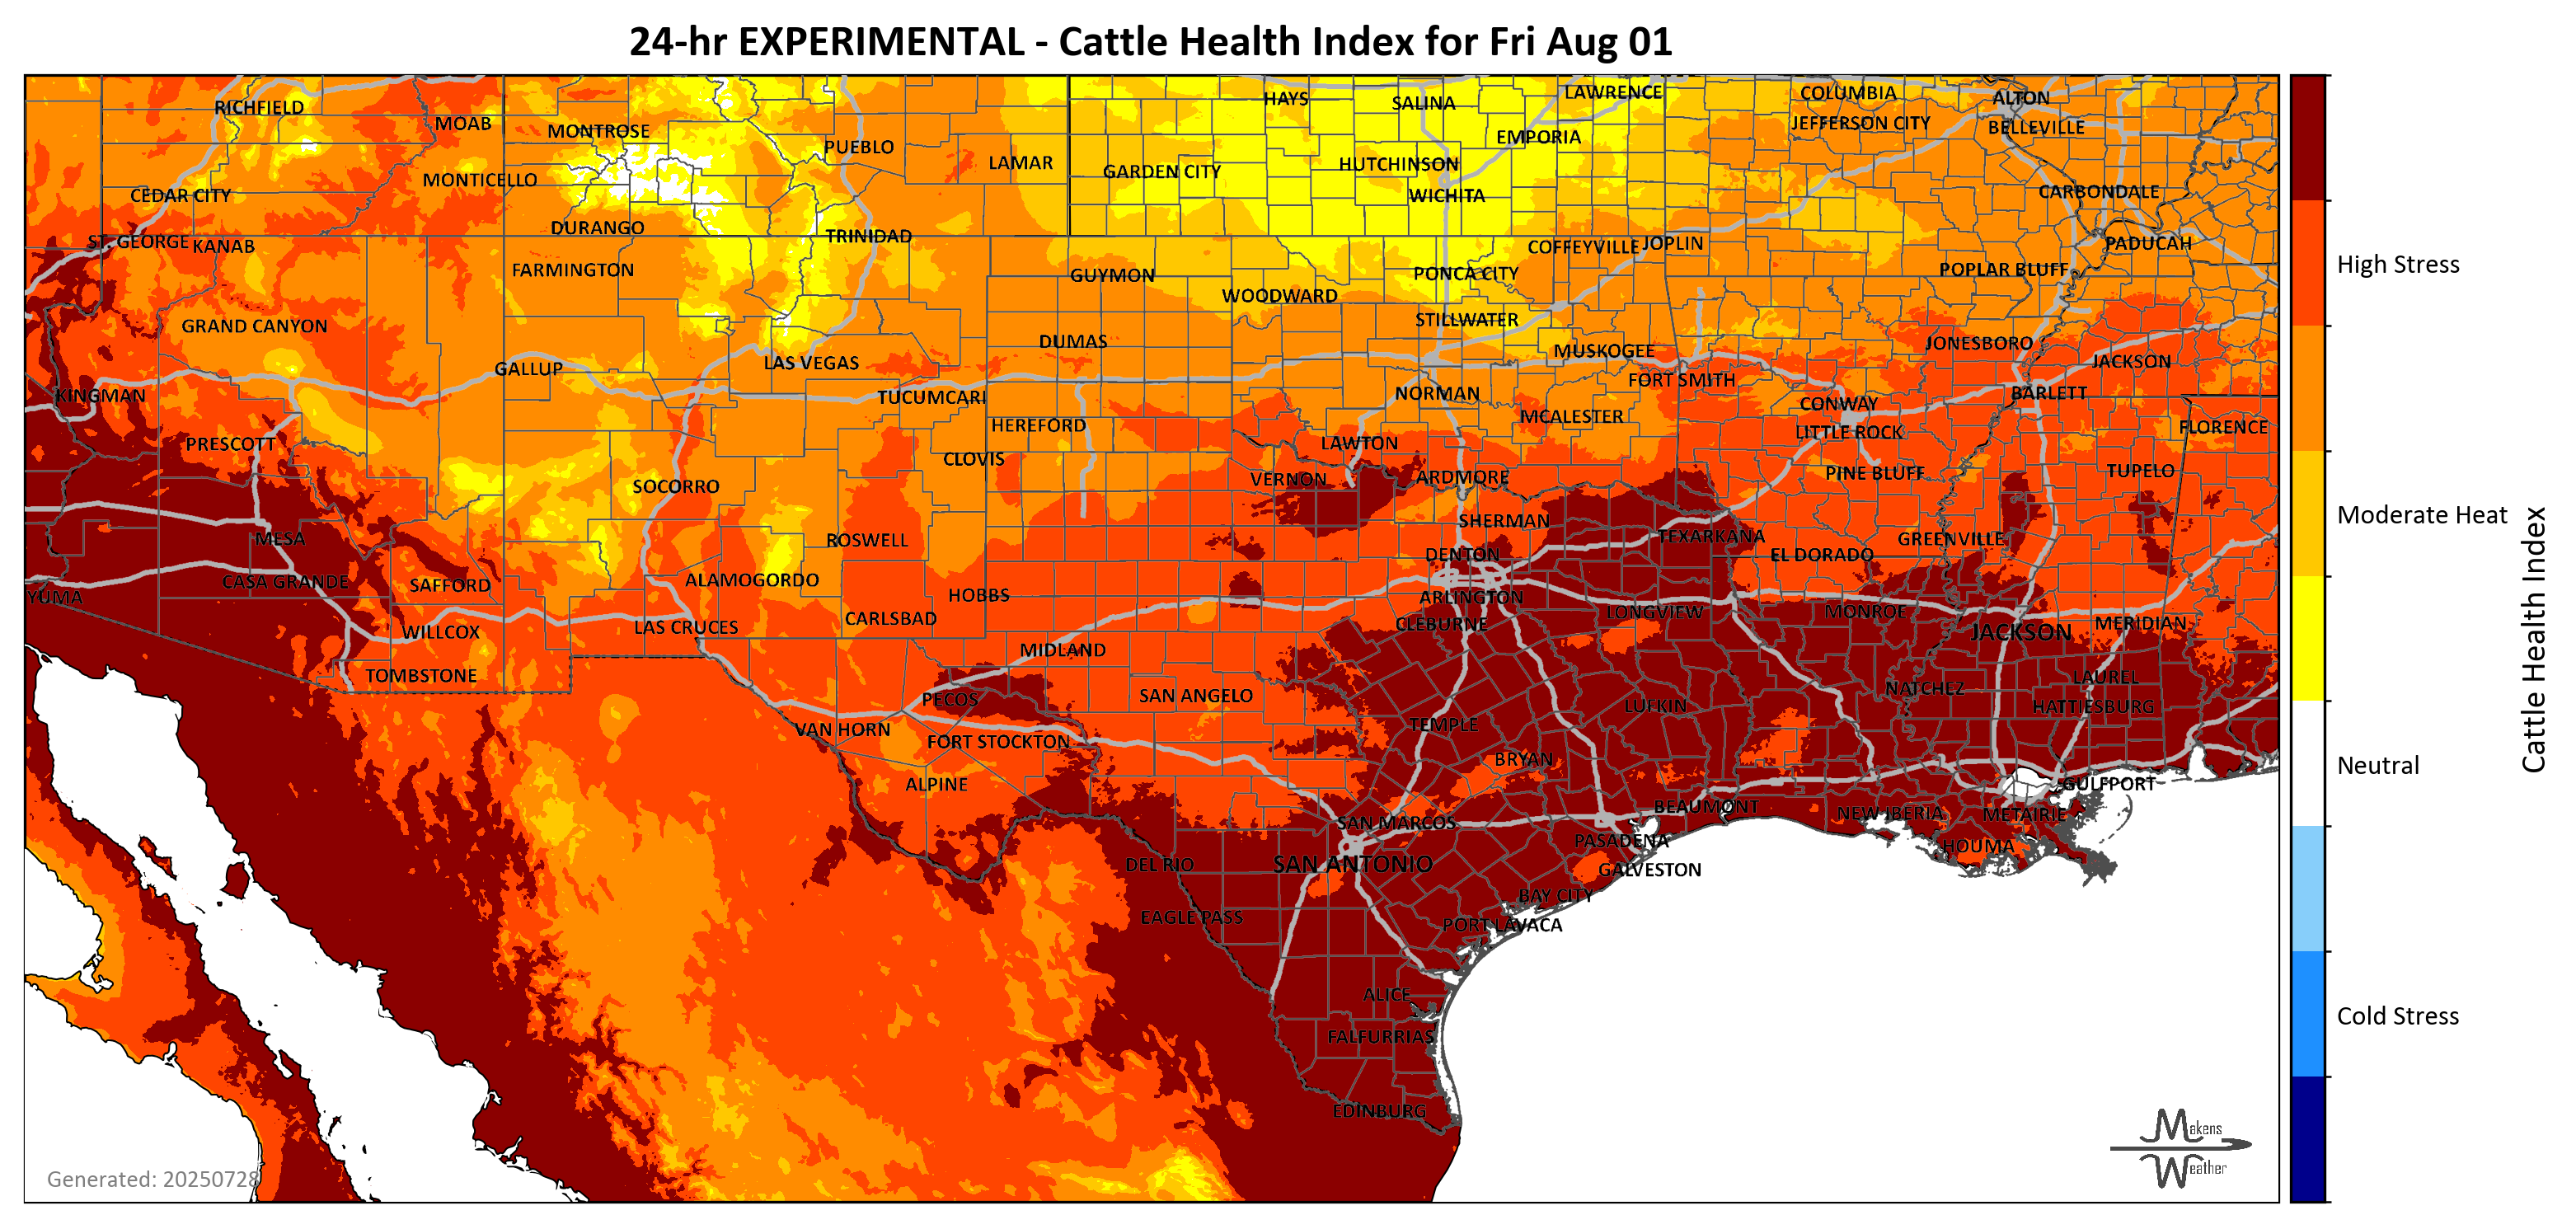 24-hr EXPERIMENTAL - Cattle Health Index for Fri Aug 01
RICHFIELD
MOAB
MONTROSE
PUEBLO
LAMAR
HAYS
SALINA
LAWRENCE
COLUMBIA
ALTON
JEFFERSON CITY
BELLEVILLE
EMPORIA
GARDEN CITY
HUTCHINSON
WICHITA
MONTICELLO
CEDAR CITY
CARBONDALE
DURANGO
TRINIDAD
ST. GEORGE
KANAB
COFFEYVILLE
JOPLIN
PADUCAH
FARMINGTON
GUYMON
PONCA CITY
POPLAR BLUFF
WOODWARD
GRAND CANYON
STILLWATER
DUMAS
JONESBORO
MUSKOGEE
GALLUP
LAS VEGAS
JACKSON
FORT SMITH
KINGMAN
TUCUMCARI
NORMAN
BARLETT
CONWAY
MCALESTER
HEREFORD
LITTLE ROCK
FLORENCE
PRESCOTT
LAWTON
CLOVIS
VERNON
ARDMORE
PINE BLUFF
TUPELO
SOCORRO
SHERMAN
MESA
ROSWELL
TEXARKANA
GREENVILLE
DENTON
EL DORADO
CASA GRANDE
SAFFORD
ALAMOGORDO
YUMA
HOBBS
ARLINGTON
LONGVIEW
MONROE
CARLSBAD
CLEBURNE
WILLCOX
LAS CRUCES
JACKSON
MERIDIAN
MIDLAND
TOMBSTONE
LAUREL
PECOS
SAN ANGELO
NATCHEZ
LUFKIN
HATTIESBURG
VAN HORN
FORT STOCKTON
TEMPLE
BRYAN
ALPINE
GULFPORT
BEAUMONT
NEW IBERIA
METAIRIE
SAN MARCOS
PASADENA
HOUMA
DEL RIO
SAN ANTONIO
GALVESTON
BAY CITY
EAGLE PASS
PORT LAVACA
ALICE
FALFURRIAS
EDINBURG
Generated: 20250728
Makens
Weather
High Stress
Moderate Heat
Neutral
Cold Stress
Cattle Health Index